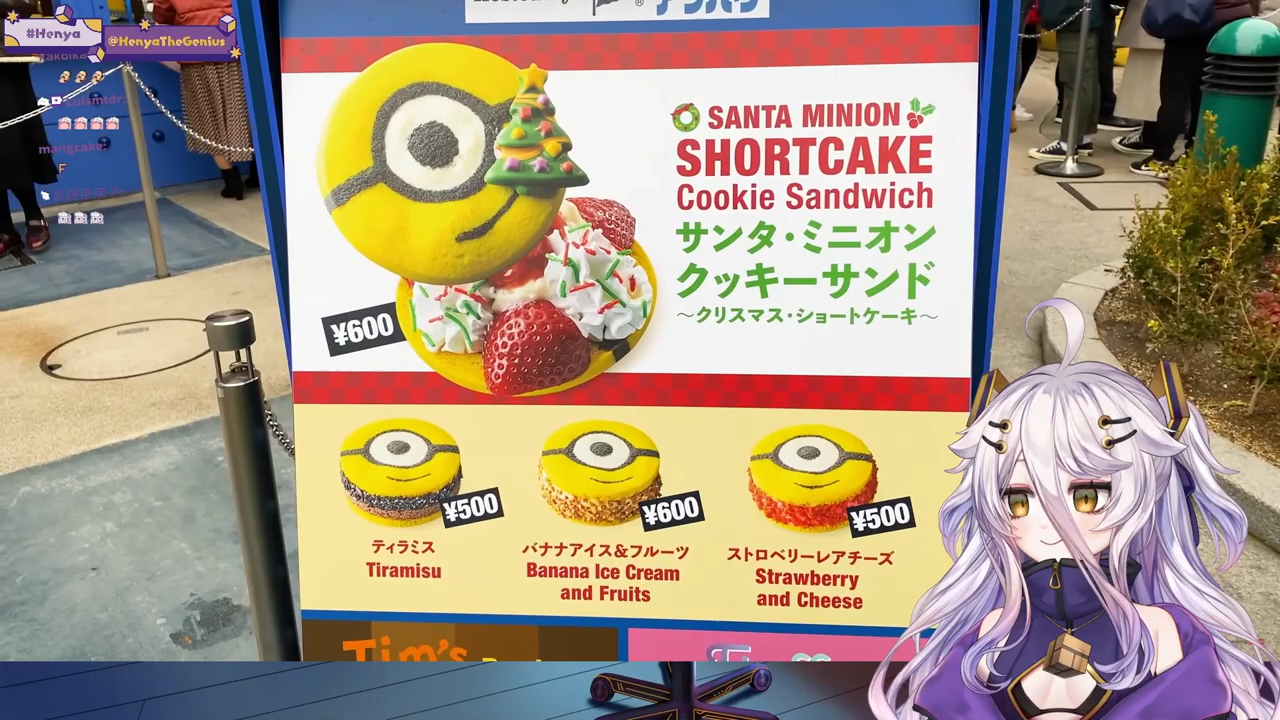 #Henya
@HenyaTheGenius
mangcake:
F
SANTA MINION
SHORTCAKE
Cookie Sandwich
サンタ・ミニオン
クッキーサンド
～クリスマス・ショートケーキ～
¥600
¥500
¥600
¥500
ティラミス
Tiramisu
バナナアイス&フルーツ
Banana Ice Cream
and Fruits
ストロベリーレアチーズ
Strawberry
and Cheese
Tim's